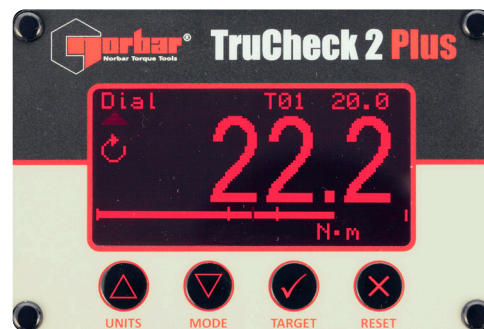 Norbar® TruCheck 2 Plus
Norbar Torque Tools
Dial T01 20.0
22.2
N·m
UNITS MODE TARGET RESET